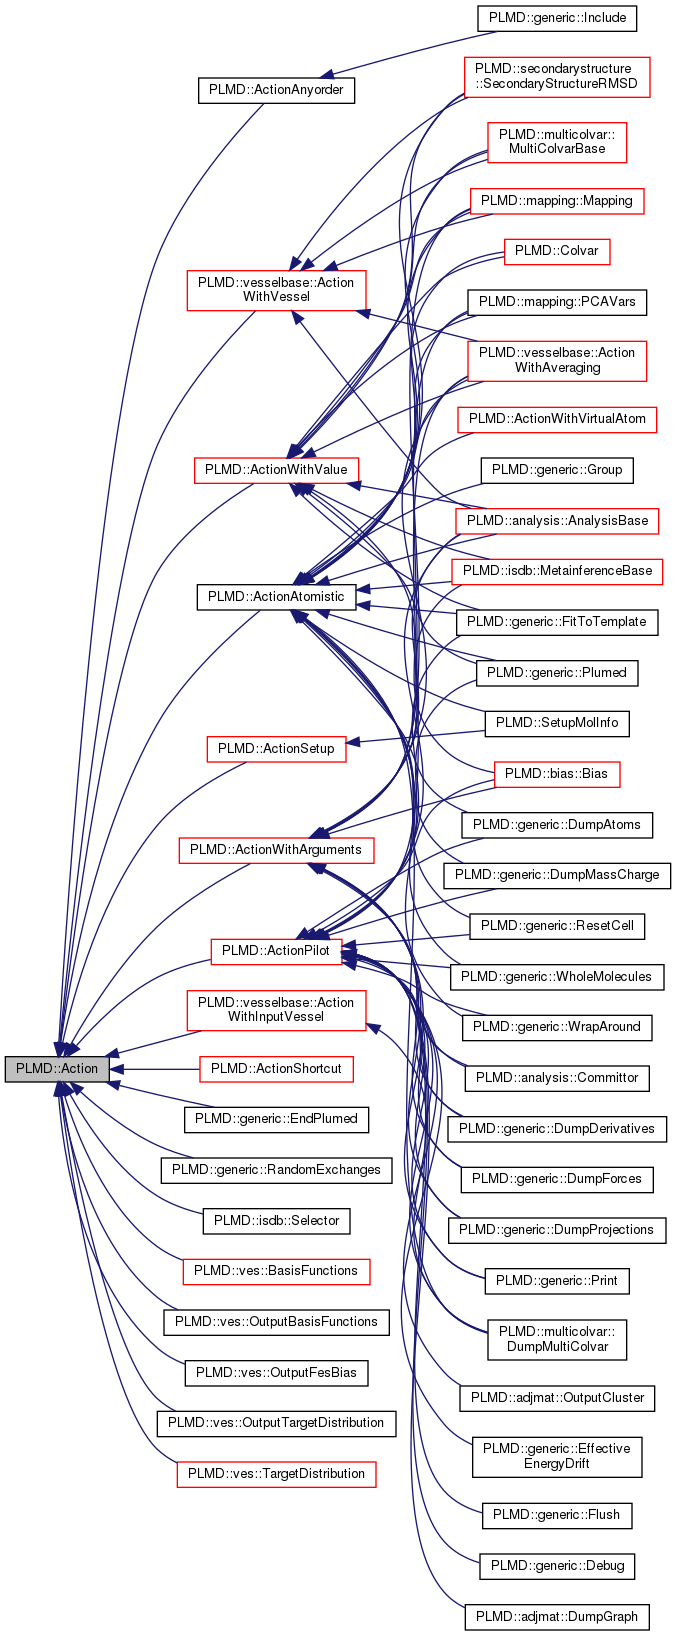 PLMD::generic::Include
PLMD::secondarystructure
::SecondaryStructureRMSD
PLMD::ActionAnyorder
PLMD::multicolvar::
MultiColvarBase
PLMD::mapping::Mapping
PLMD::Colvar
PLMD::vesselbase::Action
WithVessel
PLMD::mapping::PCAVars
PLMD::vesselbase::Action
WithAveraging
PLMD::ActionWithVirtualAtom
PLMD::ActionWithValue
PLMD::generic::Group
PLMD::analysis::AnalysisBase
PLMD::isdb::MetainferenceBase
PLMD::ActionAtomistic
PLMD::generic::FitToTemplate
PLMD::generic::Plumed
PLMD::SetupMolInfo
PLMD::ActionSetup
PLMD::bias::Bias
PLMD::generic::DumpAtoms
PLMD::ActionWithArguments
PLMD::generic::DumpMassCharge
PLMD::generic::ResetCell
PLMD::ActionPilot
PLMD::generic::WholeMolecules
PLMD::vesselbase::Action
WithInputVessel
PLMD::generic::WrapAround
PLMD::Action
PLMD::ActionShortcut
PLMD::analysis::Committor
PLMD::generic::EndPlumed
PLMD::generic::DumpDerivatives
PLMD::generic::RandomExchanges
PLMD::generic::DumpForces
PLMD::isdb::Selector
PLMD::generic::DumpProjections
PLMD::ves::BasisFunctions
PLMD::generic::Print
PLMD::ves::OutputBasisFunctions
PLMD::multicolvar::
DumpMultiColvar
PLMD::ves::OutputFesBias
PLMD::adjmat::OutputCluster
PLMD::ves::OutputTargetDistribution
PLMD::generic::Effective
EnergyDrift
PLMD::ves::TargetDistribution
PLMD::generic::Flush
PLMD::generic::Debug
PLMD::adjmat::DumpGraph